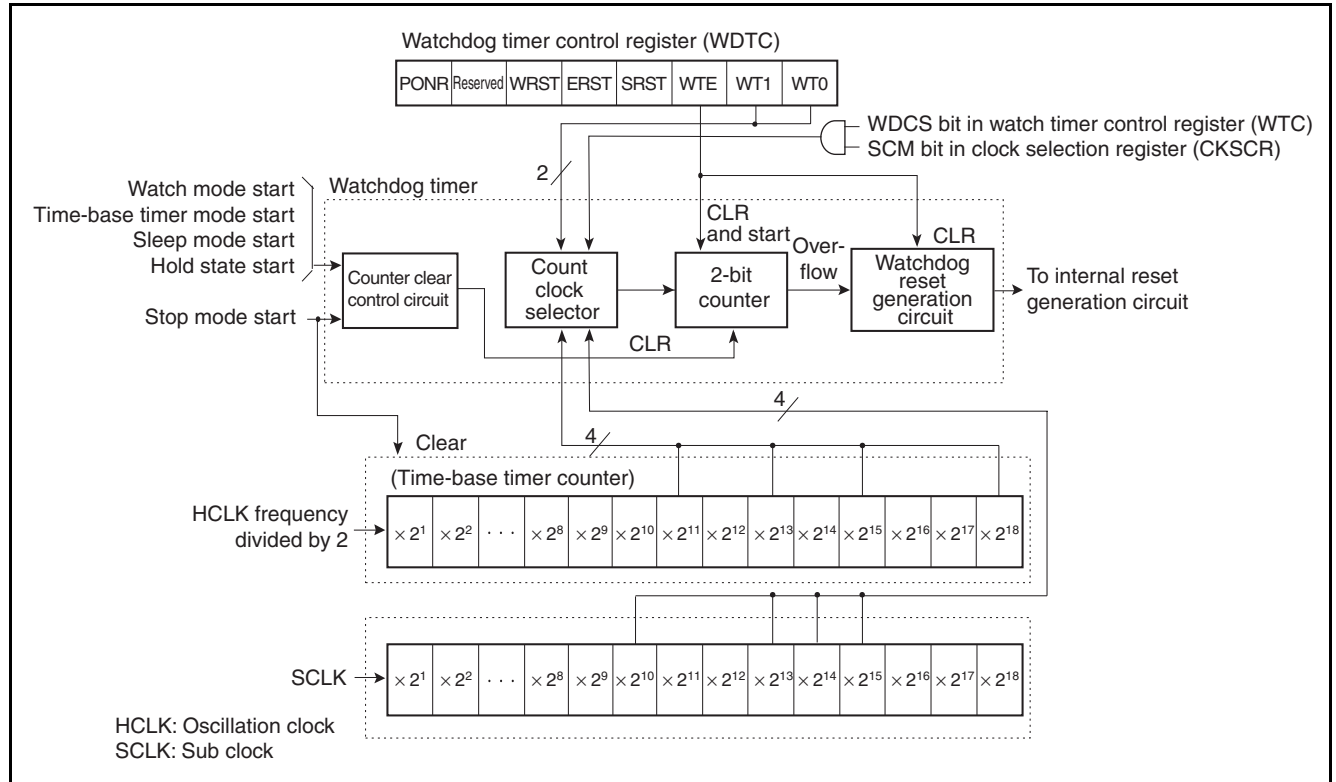 Watchdog timer control register (WDTC)
PONR Reserved WRST ERST SRST WTE WT1 WT0
WDCS bit in watch timer control register (WTC)
SCM bit in clock selection register (CKSCR)
2
Watch mode start
Time-base timer mode start
Sleep mode start
Hold state start
Stop mode start
Watchdog timer
Counter clear
control circuit
Count
clock
selector
CLR
and start
2-bit
counter
Over-
flow
CLR
Watchdog
reset
generation
circuit
To internal reset
generation circuit
CLR
4
4
Clear
(Time-base timer counter)
HCLK frequency
divided by 2
× 2¹ × 2² · · · × 2⁸ × 2⁹ × 2¹⁰ × 2¹¹ × 2¹² × 2¹³ × 2¹⁴ × 2¹⁵ × 2¹⁶ × 2¹⁷ × 2¹⁸
SCLK
× 2¹ × 2² · · · × 2⁸ × 2⁹ × 2¹⁰ × 2¹¹ × 2¹² × 2¹³ × 2¹⁴ × 2¹⁵ × 2¹�6 × 2¹⁷ × 2¹⁸
HCLK: Oscillation clock
SCLK: Sub clock